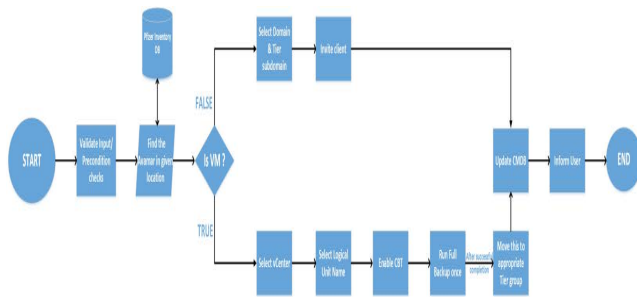 Pfizer Inventory
DB
Select Domain
& Tier
subdomain
Invite client
FALSE
START
Validate Input/
Precondition
checks
Find the
Avamar in given
location
Is VM ?
Update CMDB
Inform User
END
TRUE
Select vCenter
Select Logical
Unit Name
Enable CBT
Run Full
Backup once
After successful
completion
Move this to
appropriate
Tier group